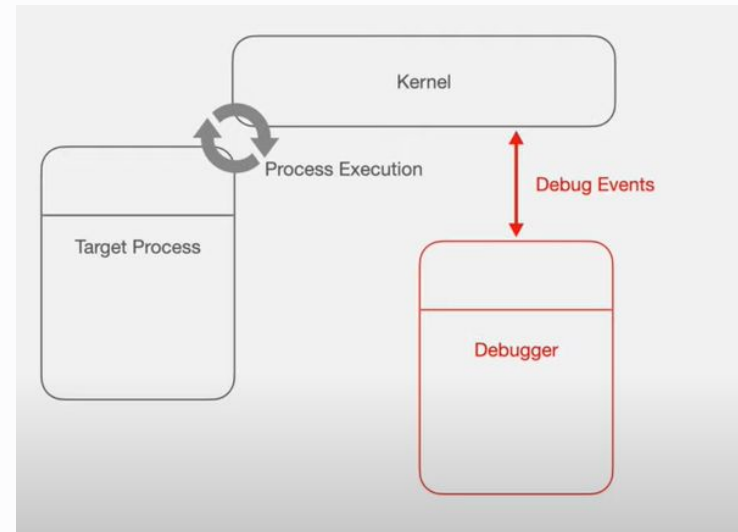 Kernel
Process Execution
Debug Events
Target Process
Debugger